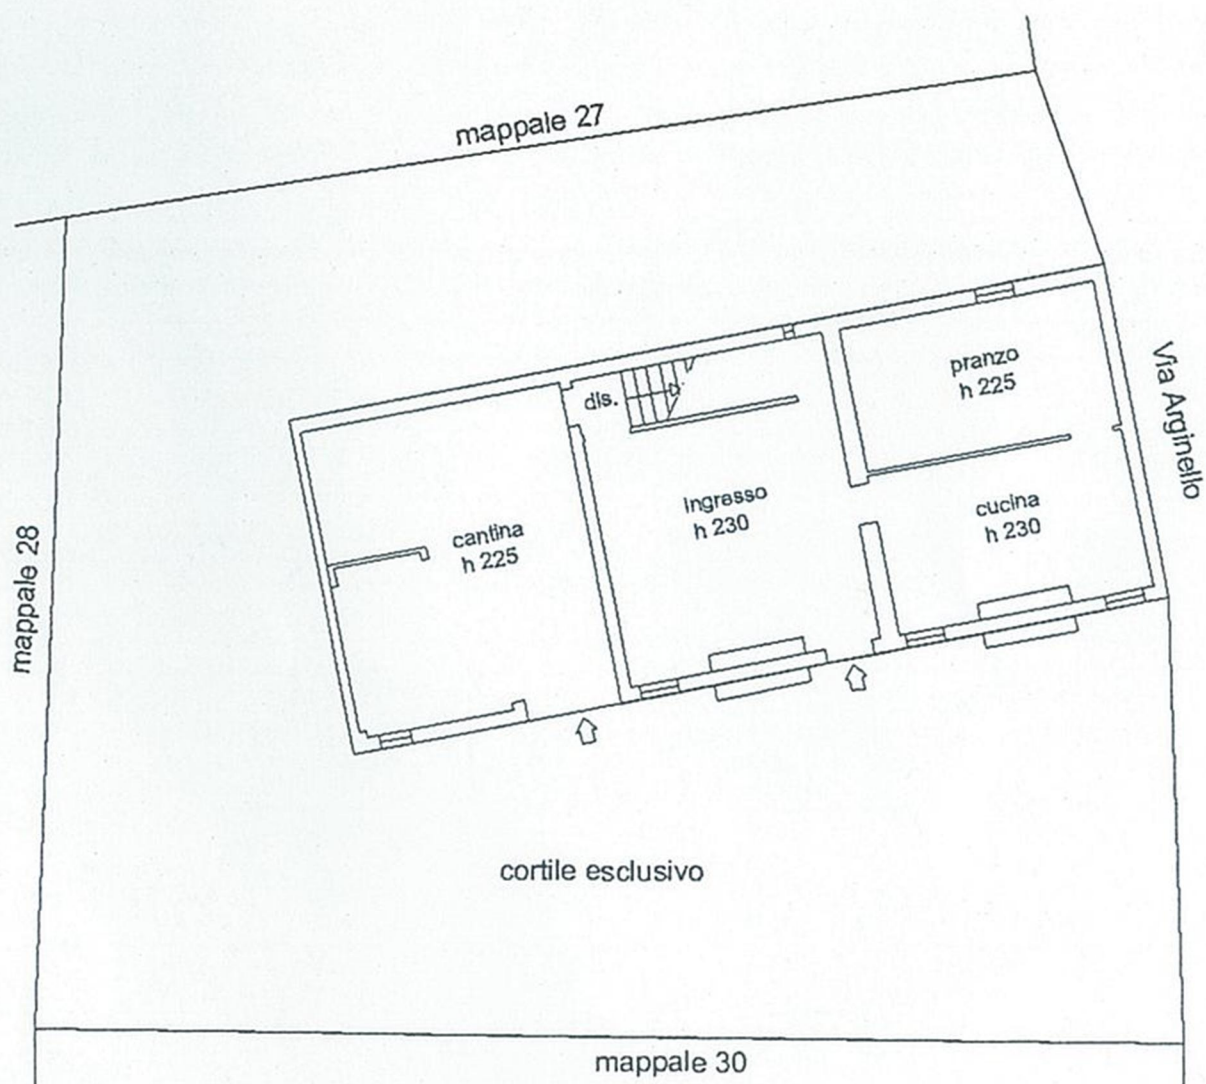 mappale 27
pranzo
h 225
Via Arginello
dis.
ingresso
h 230
cucina
h 230
cantina
h 225
mappale 28
cortile esclusivo
mappale 30